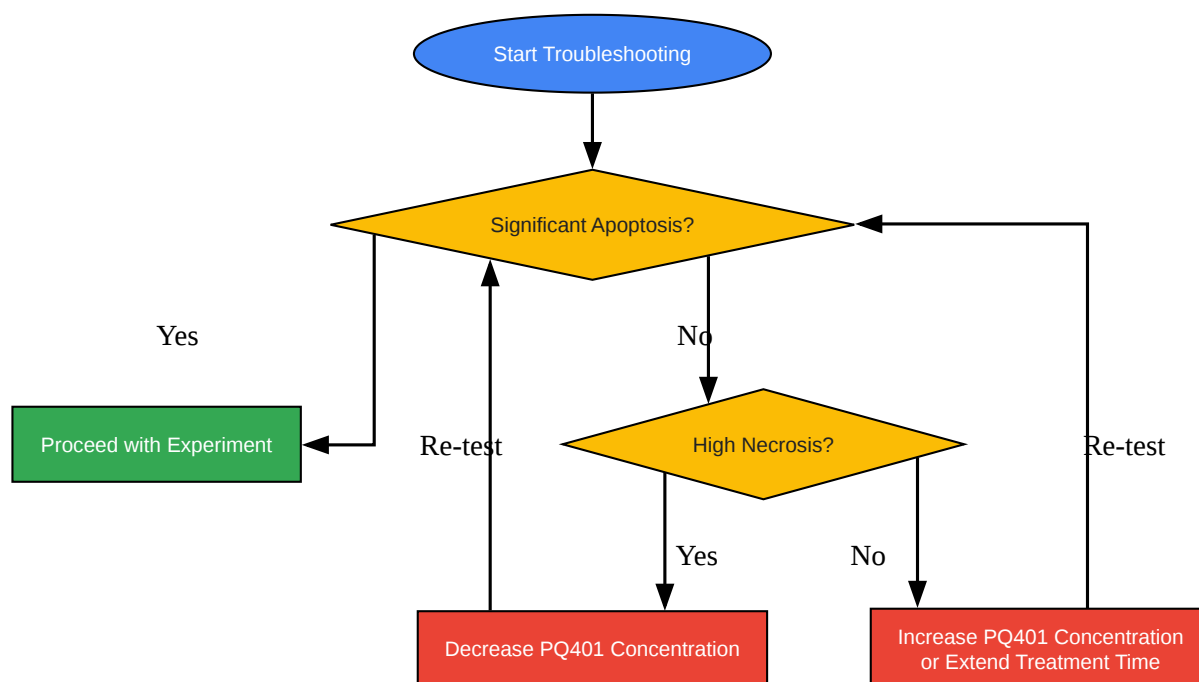 Start Troubleshooting
Significant Apoptosis?
Yes
No
Proceed with Experiment
Re-test
High Necrosis?
Re-test
Yes
No
Decrease PQ401 Concentration
Increase PQ401 Concentration
or Extend Treatment Time